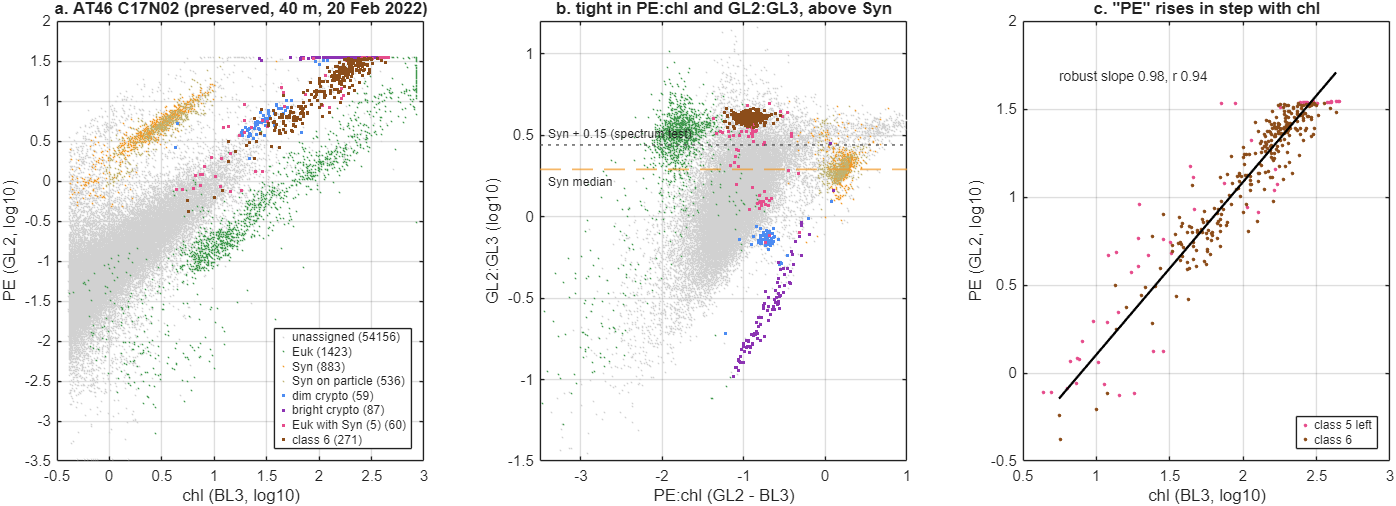 a. AT46 C17N02 (preserved, 40 m, 20 Feb 2022)
2
1.5
1
0.5
0
-0.5
-1
-1.5
-2
-2.5
-3
-3.5
PE (GL2, log10)
unassigned (54156)
Euk (1423)
Syn (883)
Syn on particle (536)
dim crypto (59)
bright crypto (87)
Euk with Syn (5) (60)
class 6 (271)
-0.5 0 0.5 1 1.5 2 2.5 3
chl (BL3, log10)
b. tight in PE:chl and GL2:GL3, above Syn
1
0.5
0
-0.5
-1
-1.5
GL2:GL3 (log10)
Syn + 0.15 (spectrum test)
Syn median
-3 -2 -1 0 1
PE:chl (GL2 - BL3)
c. "PE" rises in step with chl
2
1.5
1
0.5
0
-0.5
PE (GL2, log10)
robust slope 0.98, r 0.94
class 5 left
class 6
0.5 1 1.5 2 2.5 3
chl (BL3, log10)